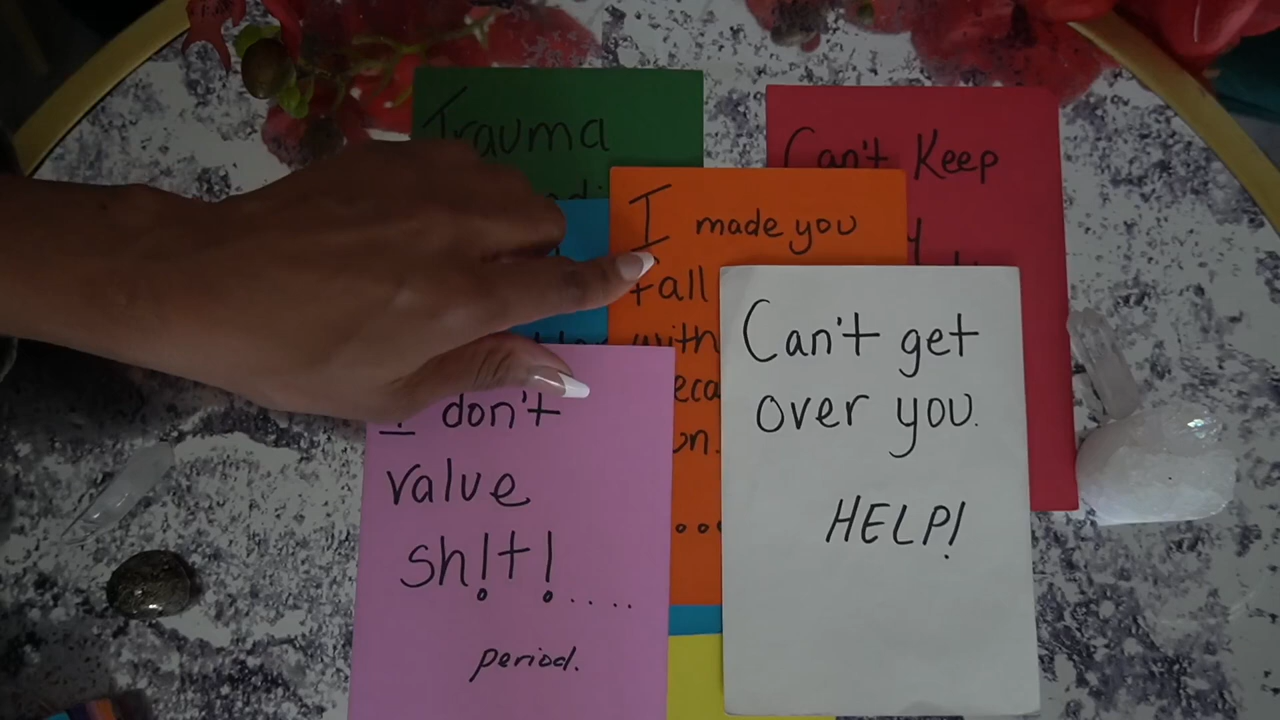 Trauma
Can't Keep
I made you
fall
with
don't
value
sh!t!....
period.
Can't get
over you.
HELP!